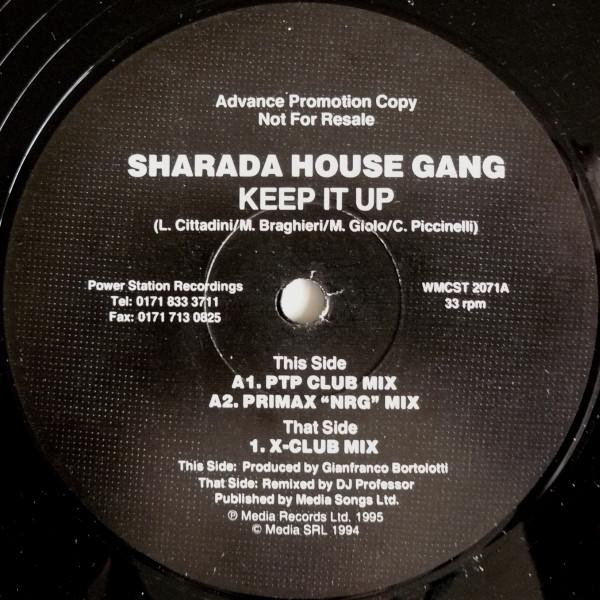 Advance Promotion Copy
Not For Resale
SHARADA HOUSE GANG
KEEP IT UP
(L. Cittadini/M. Braghieri/M. Giolo/C. Piccinelli)
Power Station Recordings
Tel: 0171 833 3711
Fax: 0171 713 0825
WMCST 2071A
33 rpm
This Side
A1. PTP CLUB MIX
A2. PRIMAX “NRG” MIX
That Side
1. X-CLUB MIX
This Side: Produced by Gianfranco Bortolotti
That Side: Remixed by DJ Professor
Published by Media Songs Ltd.
℗ Media Records Ltd. 1995
© Media SRL 1994